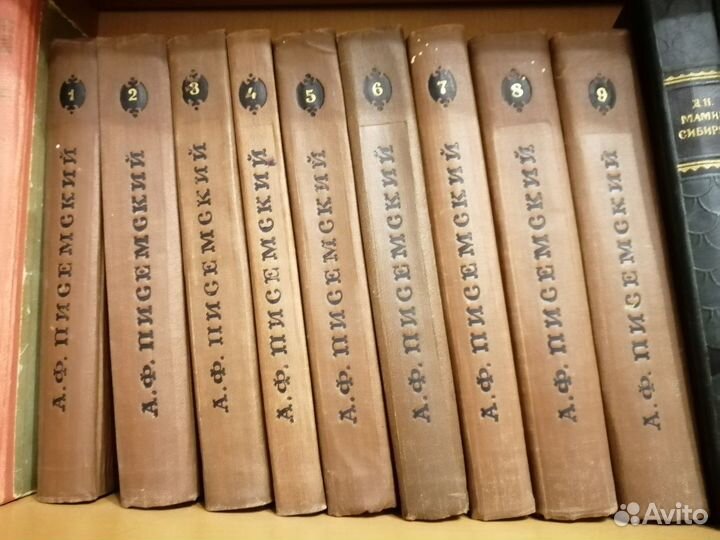 1
А. Ф. ПИСЕМСКИЙ
2
А. Ф. ПИСЕМСКИЙ
3
А. Ф. ПИСЕМСКИЙ
4
А. Ф. ПИСЕМСКИЙ
5
А. Ф. ПИСЕМСКИЙ
6
А. Ф. ПИСЕМСКИЙ
7
А. Ф. ПИСЕМСКИЙ
8
А. Ф. ПИСЕМСКИЙ
9
А. Ф. ПИСЕМСКИЙ
Д. Н.
МАМИ
СИБИР
Avito